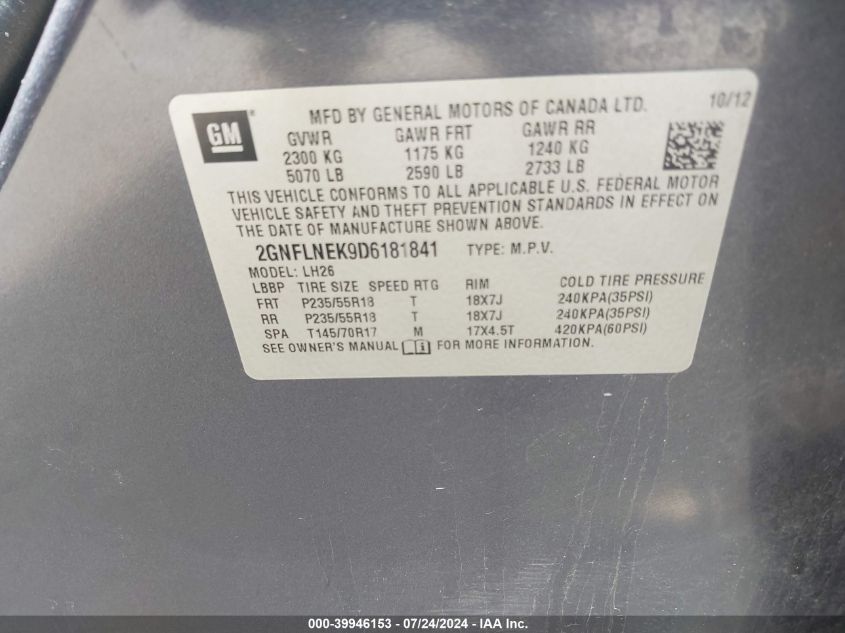 GM®
MFD BY GENERAL MOTORS OF CANADA LTD. 10/12
GVWR GAWR FRT GAWR RR
2300 KG 1175 KG 1240 KG
5070 LB 2590 LB 2733 LB
THIS VEHICLE CONFORMS TO ALL APPLICABLE U.S. FEDERAL MOTOR
VEHICLE SAFETY AND THEFT PREVENTION STANDARDS IN EFFECT ON
THE DATE OF MANUFACTURE SHOWN ABOVE.
2GNFLNEK9D6181841 TYPE: M.P.V.
MODEL: LH26
LBBP TIRE SIZE SPEED RTG RIM COLD TIRE PRESSURE
FRT P235/55R18 T 18X7J 240KPA(35PSI)
RR P235/55R18 T 18X7J 240KPA(35PSI)
SPA T145/70R17 M 17X4.5T 420KPA(60PSI)
SEE OWNER'S MANUAL FOR MORE INFORMATION.
000-39946153 - 07/24/2024 - IAA Inc.